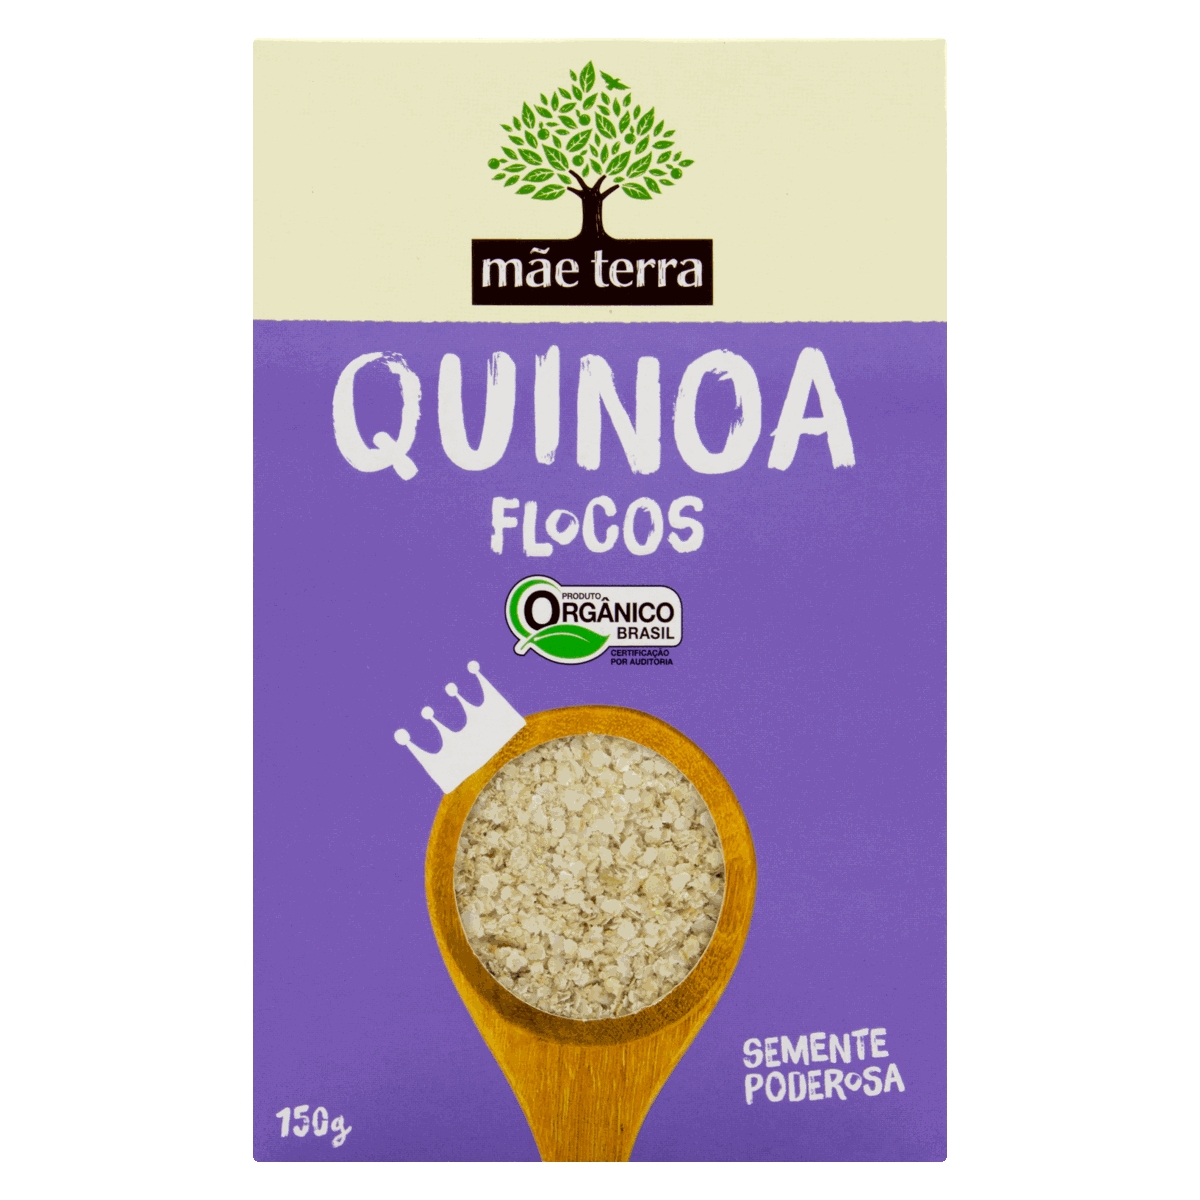 mãe terra
QUINOA
FLOCOS
PRODUTO
ORGÂNICO
BRASIL
CERTIFICAÇÃO
POR AUDITORIA
SEMENTE
PODEROSA
150g